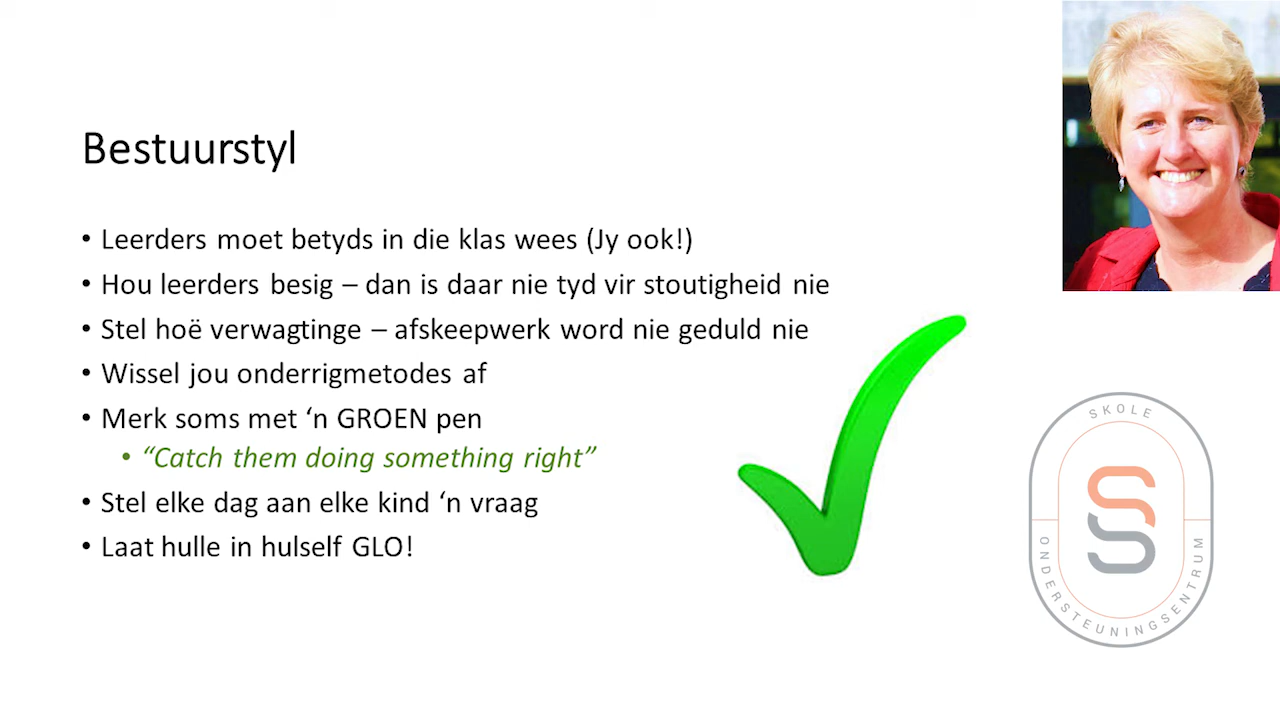 Bestuurstyl
• Leerders moet betyds in die klas wees (Jy ook!)
• Hou leerders besig – dan is daar nie tyd vir stoutigheid nie
• Stel hoë verwagtinge – afskeepwerk word nie geduld nie
• Wissel jou onderrigmetodes af
• Merk soms met ‘n GROEN pen
• “Catch them doing something right”
• Stel elke dag aan elke kind ‘n vraag
• Laat hulle in hulself GLO!
SKOLE
ONDERSTEUNINGSENTRUM